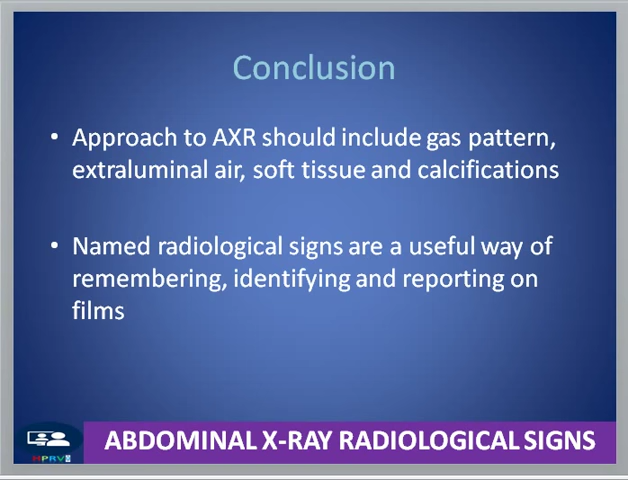 Conclusion
• Approach to AXR should include gas pattern,
extraluminal air, soft tissue and calcifications
• Named radiological signs are a useful way of
remembering, identifying and reporting on
films
ABDOMINAL X-RAY RADIOLOGICAL SIGNS